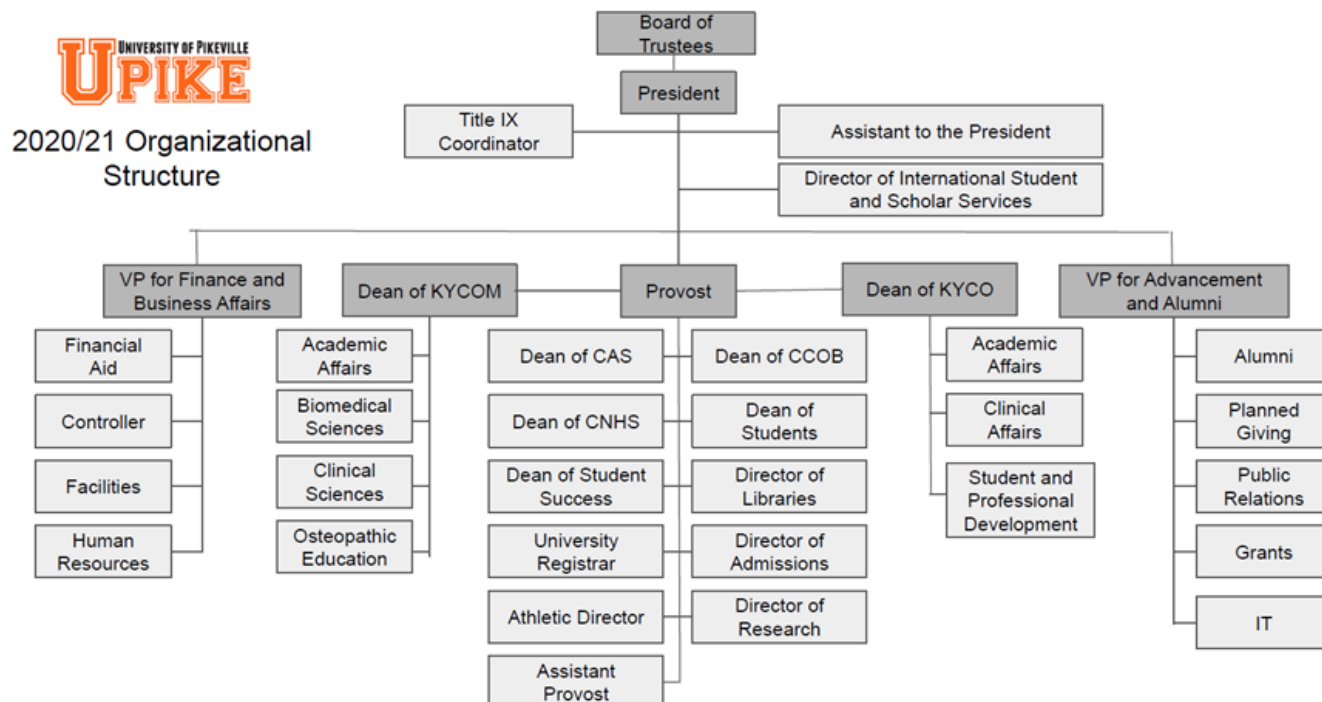 UNIVERSITY OF PIKEVILLE
UPIKE
2020/21 Organizational
Structure
Board of
Trustees
President
Title IX
Coordinator
Assistant to the President
Director of International Student
and Scholar Services
VP for Finance and
Business Affairs
Dean of KYCOM
Provost
Dean of KYCO
VP for Advancement
and Alumni
Financial
Aid
Controller
Facilities
Human
Resources
Academic
Affairs
Biomedical
Sciences
Clinical
Sciences
Osteopathic
Education
Dean of CAS
Dean of CCOB
Dean of CNHS
Dean of
Students
Dean of Student
Success
Director of
Libraries
University
Registrar
Director of
Admissions
Athletic Director
Director of
Research
Assistant
Provost
Academic
Affairs
Clinical
Affairs
Student and
Professional
Development
Alumni
Planned
Giving
Public
Relations
Grants
IT